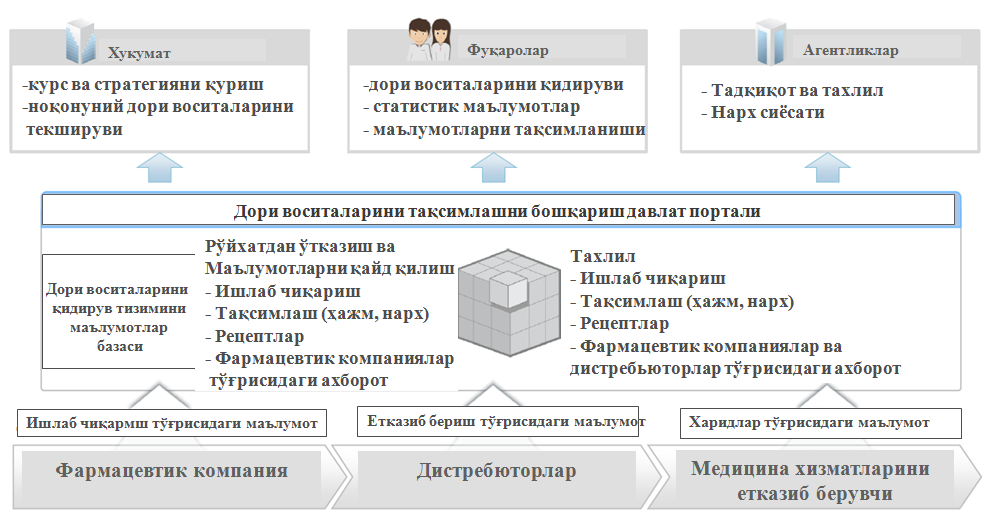 Хукумат
-қурс ва стратегияни қуриш
-ноқонуний дори воситаларини
текшируви
Фуқаролар
-дори воситаларини қидируви
- статистик маълумотлар
- маълумотларни тақсимланиши
Агентликлар
- Тадқиқот ва тахлил
- Нарх сиёсати
Дори воситаларини тақсимлашни бошқариш давлат портали
Дори воситаларини
қидирув тизимини
маълумотлар
базаси
Рўйхатдан ўтказиш ва
Маълумотларни қайд қилиш
- Ишлаб чиқариш
- Тақсимлаш (ҳажм, нарх)
- Рецептлар
- Фармацевтик компаниялар
тўғрисидаги ахборот
Тахлил
- Ишлаб чиқариш
- Тақсимлаш (ҳажм, нарх)
- Рецептлар
- Фармацевтик компаниялар ва
дистребьюторлар тўғрисидаги ахборот
Ишлаб чиқармш тўғрисидаги маълумот
Етказиб бериш тўғрисидаги маълумот
Харидлар тўғрисидаги маълумот
Фармацевтик компания
Дистребюторлар
Медицина хизматларини
етказиб берувчи